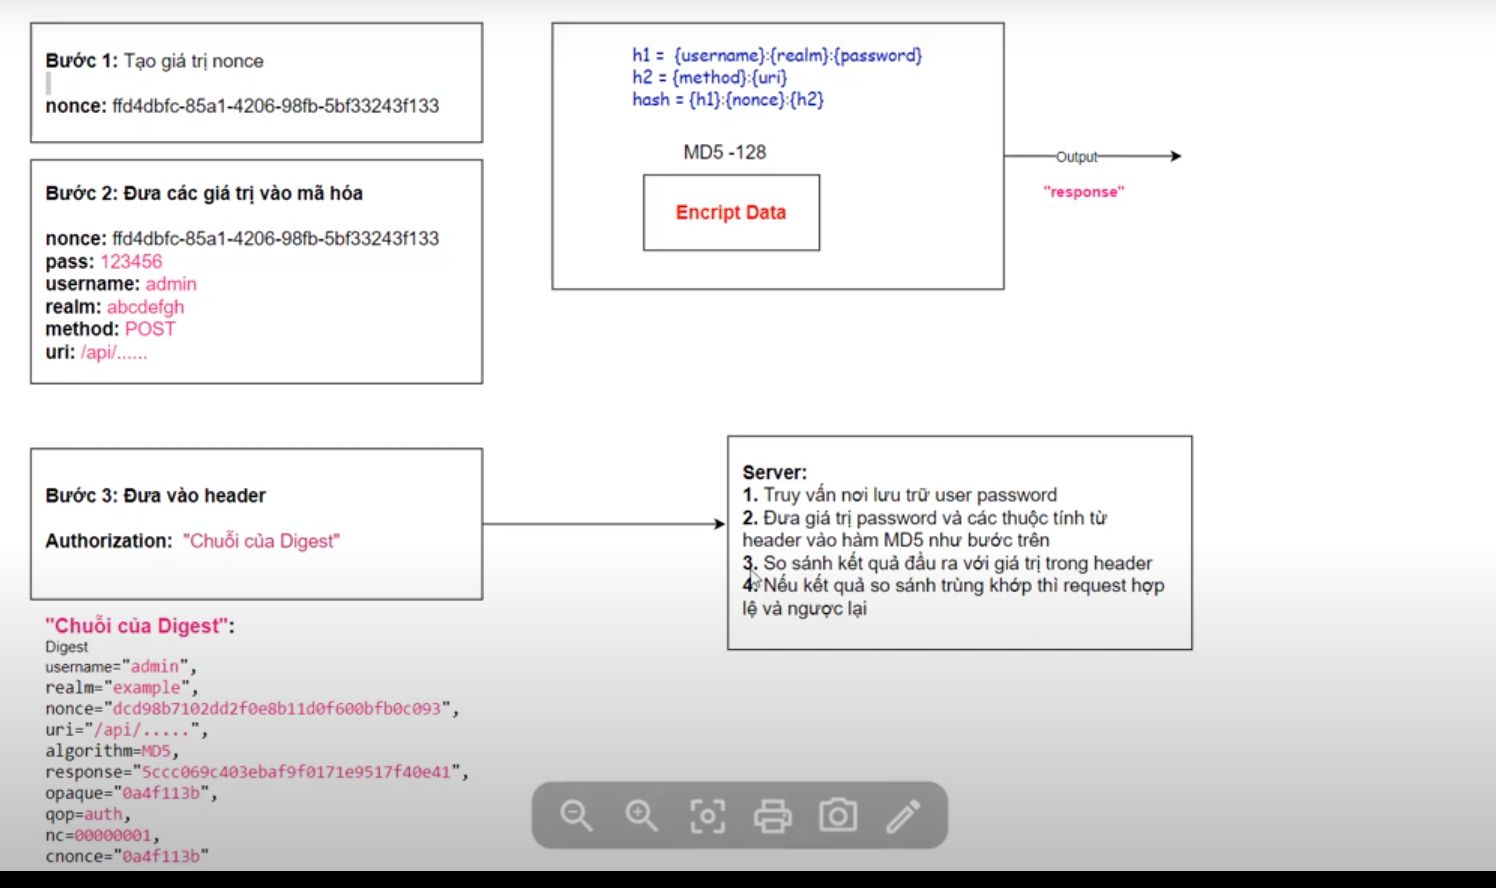 Bước 1: Tạo giá trị nonce
nonce: ffd4dbfc-85a1-4206-98fb-5bf33243f133
Bước 2: Đưa các giá trị vào mã hóa
nonce: ffd4dbfc-85a1-4206-98fb-5bf33243f133
pass: 123456
username: admin
realm: abcdefgh
method: POST
uri: /api/......
h1 = {username}:{realm}:{password}
h2 = {method}:{uri}
hash = {h1}:{nonce}:{h2}
MD5 -128
Encript Data
Output
"response"
Bước 3: Đưa vào header
Authorization: "Chuỗi của Digest"
Server:
1. Truy vấn nơi lưu trữ user password
2. Đưa giá trị password và các thuộc tính từ
header vào hàm MD5 như bước trên
3. So sánh kết quả đầu ra với giá trị trong header
4. Nếu kết quả so sánh trùng khớp thì request hợp
lệ và ngược lại
"Chuỗi của Digest":
Digest
username="admin",
realm="example",
nonce="dcd98b7102dd2f0e8b11d0f600bfb0c093",
uri="/api/.....",
algorithm=MD5,
response="5ccc069c403ebaf9f0171e9517f40e41",
opaque="0a4f113b",
qop=auth,
nc=00000001,
cnonce="0a4f113b"